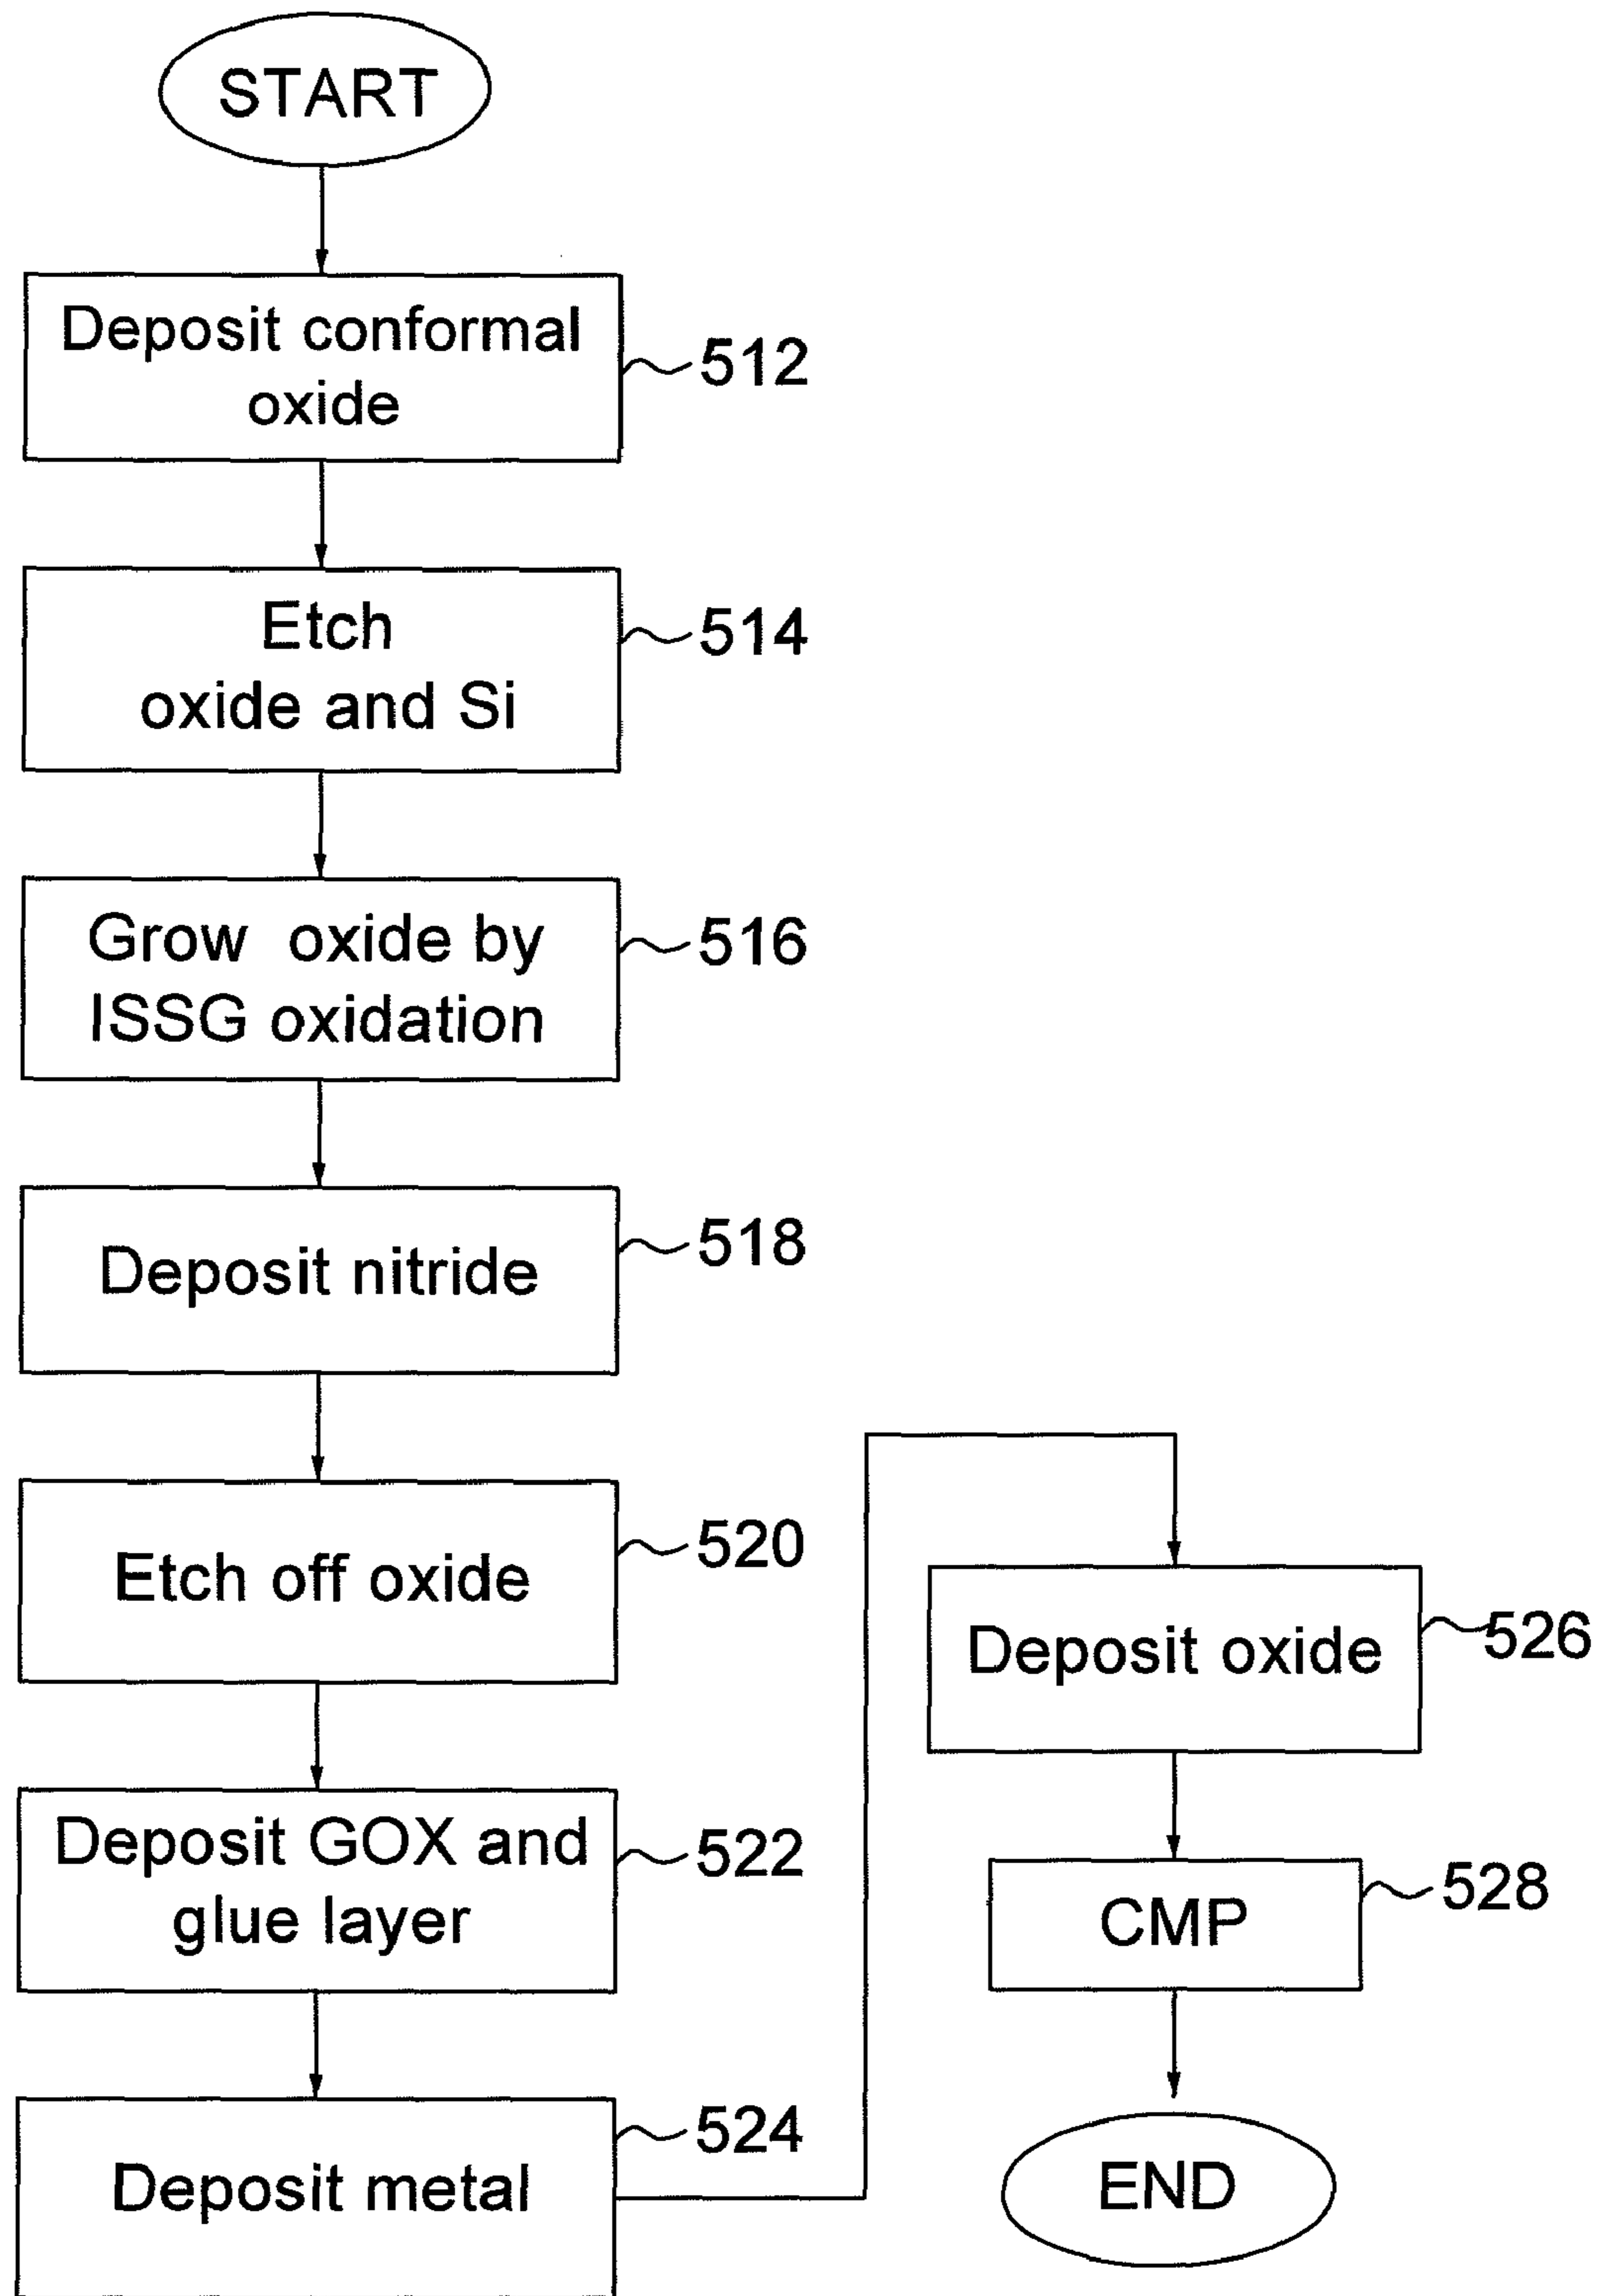 START
Deposit conformal
oxide
512
Etch
oxide and Si
514
Grow oxide by
ISSG oxidation
516
Deposit nitride
518
Etch off oxide
520
Deposit GOX and
glue layer
522
Deposit metal
524
Deposit oxide
526
CMP
528
END